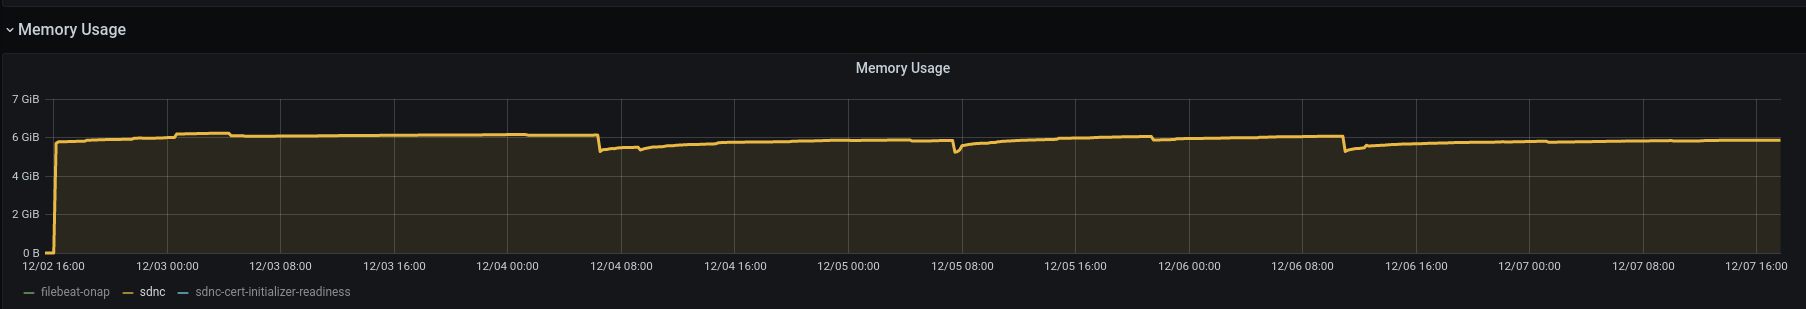 Memory Usage
Memory Usage
7 GiB
6 GiB
4 GiB
2 GiB
0 B
12/02 16:00 12/03 00:00 12/03 08:00 12/03 16:00 12/04 00:00 12/04 08:00 12/04 16:00 12/05 00:00 12/05 08:00 12/05 16:00 12/06 00:00 12/06 08:00 12/06 16:00 12/07 00:00 12/07 08:00 12/07 16:00
filebeat-onap sdnc sdnc-cert-initializer-readiness